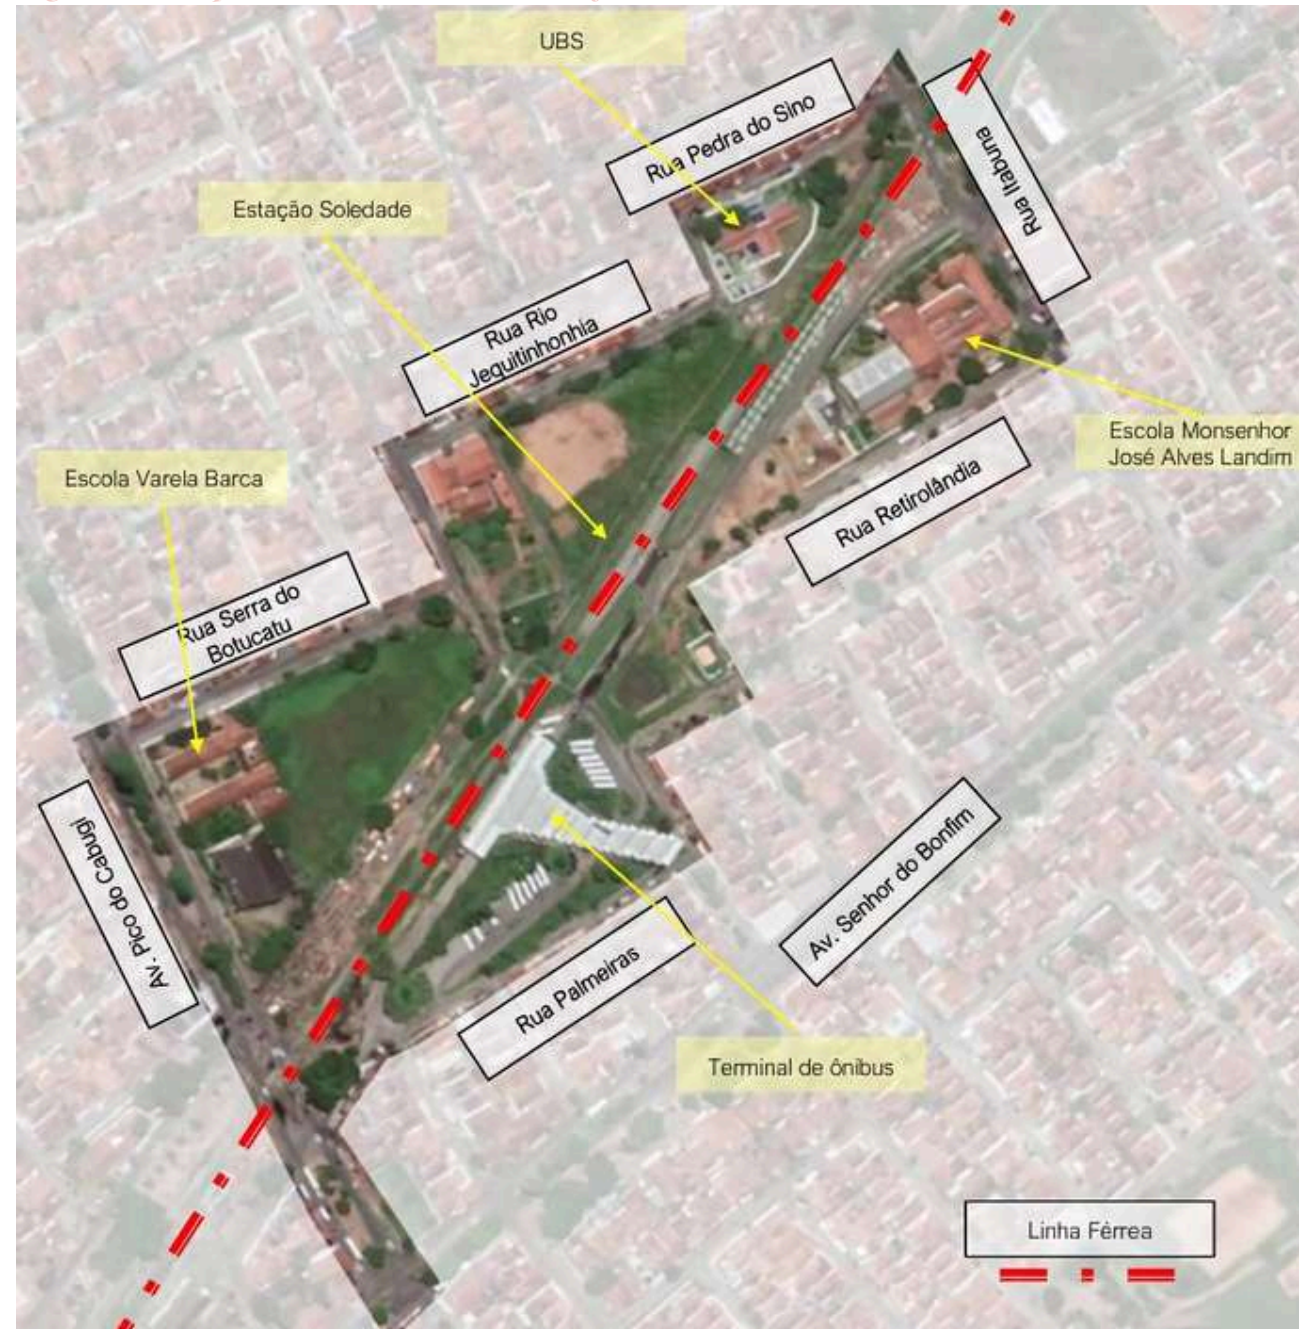 UBS
Rua Pedra do Sino
Rua Itabuna
Estação Soledade
Rua Rio
Jequitinhonhia
Escola Monsenhor
José Alves Landim
Escola Varela Barca
Rua Retirolândia
Rua Serra do
Botucatu
Av. Pico do Cabugi
Av. Senhor do Bonfim
Rua Palmeiras
Terminal de ônibus
Linha Férrea